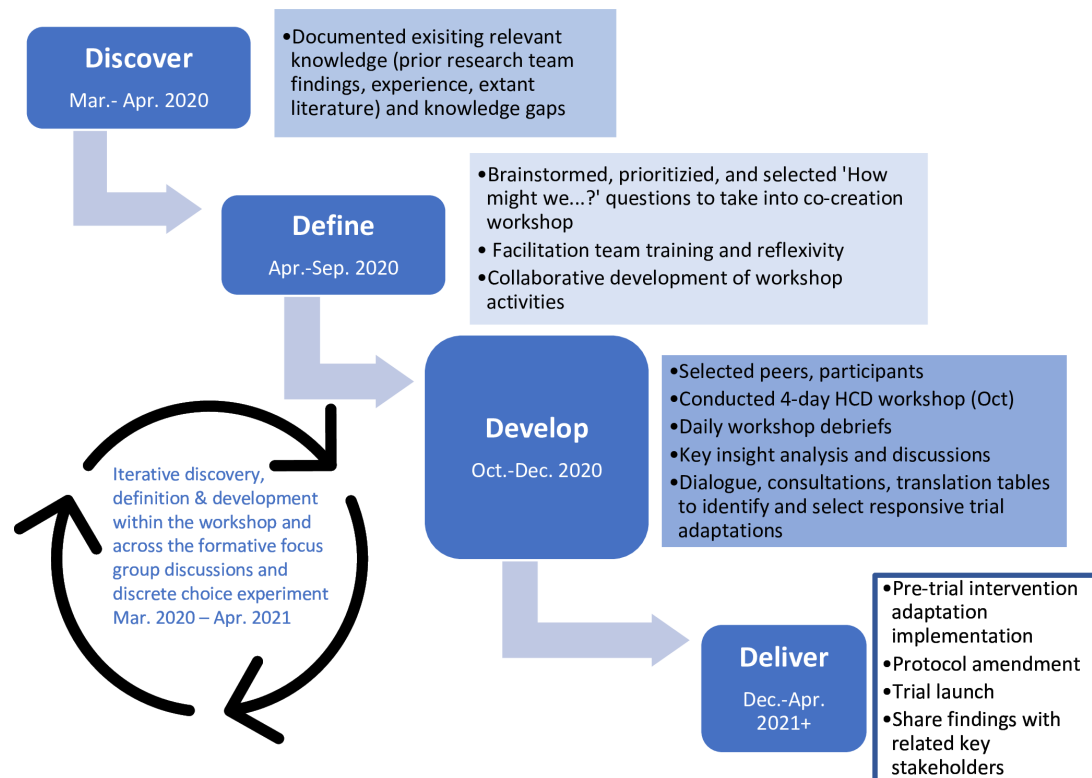 Discover
Mar.- Apr. 2020
•Documented exisiting relevant
knowledge (prior research team
findings, experience, extant
literature) and knowledge gaps
Define
Apr.-Sep. 2020
•Brainstormed, prioritizied, and selected 'How
might we...?' questions to take into co-creation
workshop
• Facilitation team training and reflexivity
•Collaborative development of workshop
activities
Develop
Oct.-Dec. 2020
•Selected peers, participants
•Conducted 4-day HCD workshop (Oct)
•Daily workshop debriefs
•Key insight analysis and discussions
•Dialogue, consultations, translation tables
to identify and select responsive trial
adaptations
Iterative discovery,
definition & development
within the workshop and
across the formative focus
group discussions and
discrete choice experiment
Mar. 2020 – Apr. 2021
Deliver
Dec.-Apr.
2021+
•Pre-trial intervention
adaptation
implementation
•Protocol amendment
•Trial launch
•Share findings with
related key
stakeholders